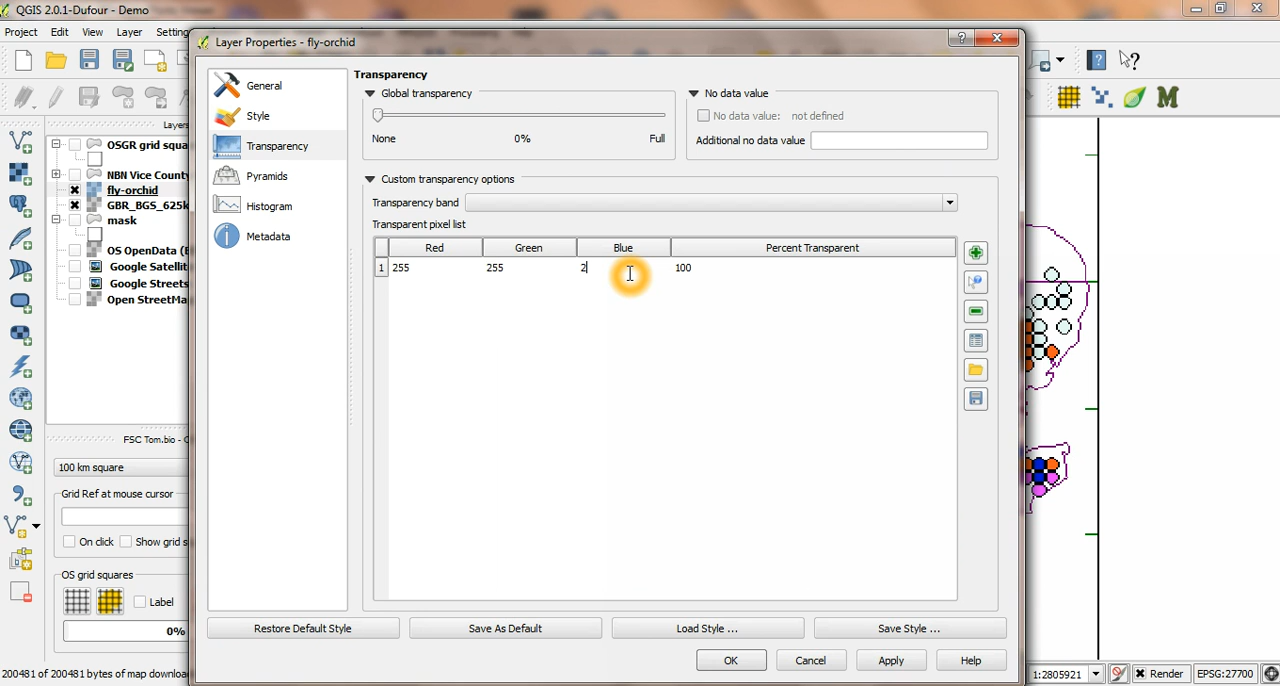 QGIS 2.0.1-Dufour - Demo
Project Edit View Layer Setting
Layer Properties - fly-orchid
Layers
OSGR grid squa
NBN Vice County
fly-orchid
GBR_BGS_625k
mask
OS OpenData (E
Google Satellit
Google Streets
Open StreetMa
FSC Tom.bio - C
100 km square
Grid Ref at mouse cursor
On click Show grid s
OS grid squares
Label
0%
200481 of 200481 bytes of map downloa
General
Style
Transparency
Pyramids
Histogram
Metadata
Transparency
Global transparency
None 0% Full
No data value
No data value: not defined
Additional no data value
Custom transparency options
Transparency band
Transparent pixel list
Red Green Blue Percent Transparent
1 255 255 2 100
Restore Default Style Save As Default Load Style ... Save Style ...
OK Cancel Apply Help
1:2805921 Render EPSG:27700